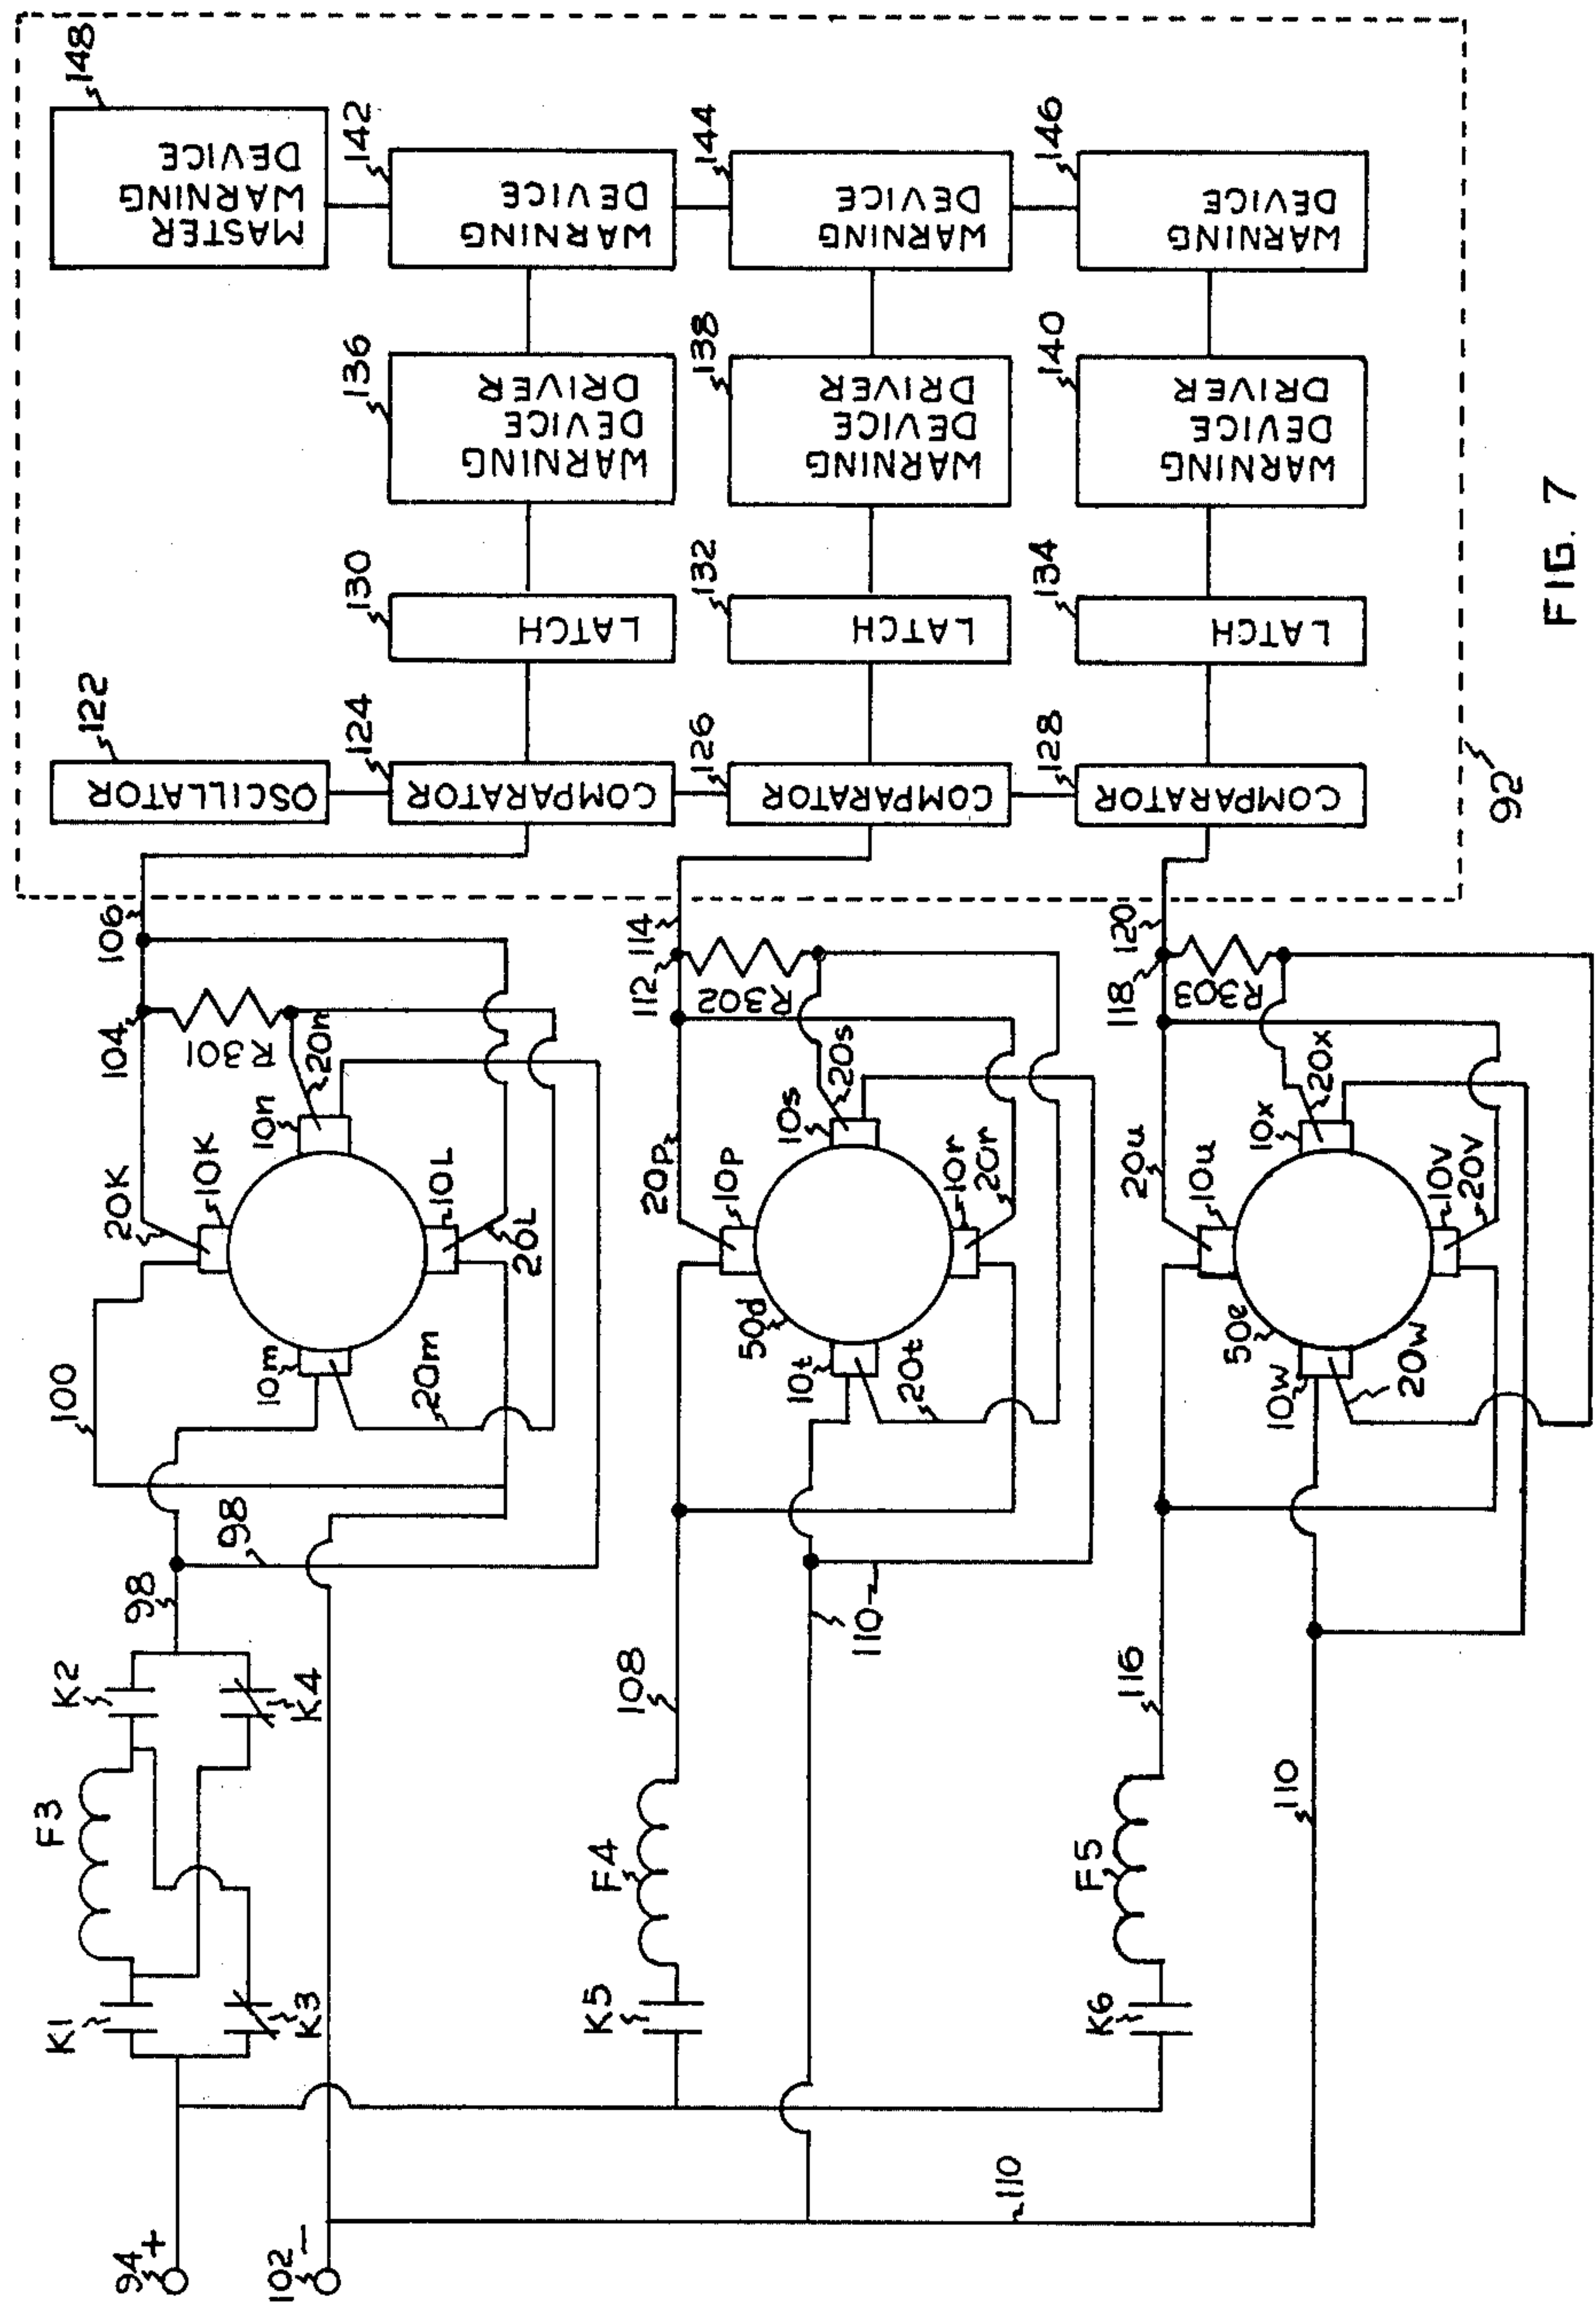 148
MASTER
WARNING
DEVICE
142
WARNING
DEVICE
144
WARNING
DEVICE
146
WARNING
DEVICE
136
WARNING
DEVICE
DRIVER
138
WARNING
DEVICE
DRIVER
140
WARNING
DEVICE
DRIVER
130
LATCH
132
LATCH
134
LATCH
122
OSCILLATOR
124
COMPARATOR
126
COMPARATOR
128
COMPARATOR
92
FIG. 7
106
104
R301
20n
10n
20K
10K
10L
20L
10m
20m
100
98
98
K2
K4
F3
K1
K3
94
+
102
−
114
112
R302
20s
10s
20p
10p
10r
20r
50d
10t
20t
110
108
F4
K5
110
120
118
R303
20x
10x
20u
10u
10v
20v
50e
10w
20w
116
110
F5
K6